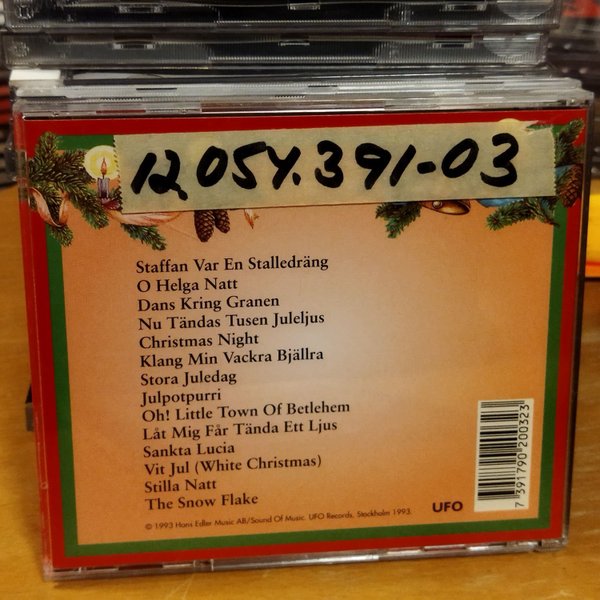 12,054.391-03
Staffan Var En Stalledräng
O Helga Natt
Dans Kring Granen
Nu Tändas Tusen Juleljus
Christmas Night
Klang Min Vackra Bjällra
Stora Juledag
Julpotpurri
Oh! Little Town Of Betlehem
Låt Mig Får Tända Ett Ljus
Sankta Lucia
Vit Jul (White Christmas)
Stilla Natt
The Snow Flake
© 1993 Hans Edler Music AB/Sound Of Music. UFO Records, Stockholm 1993.
UFO
7 391790 200323